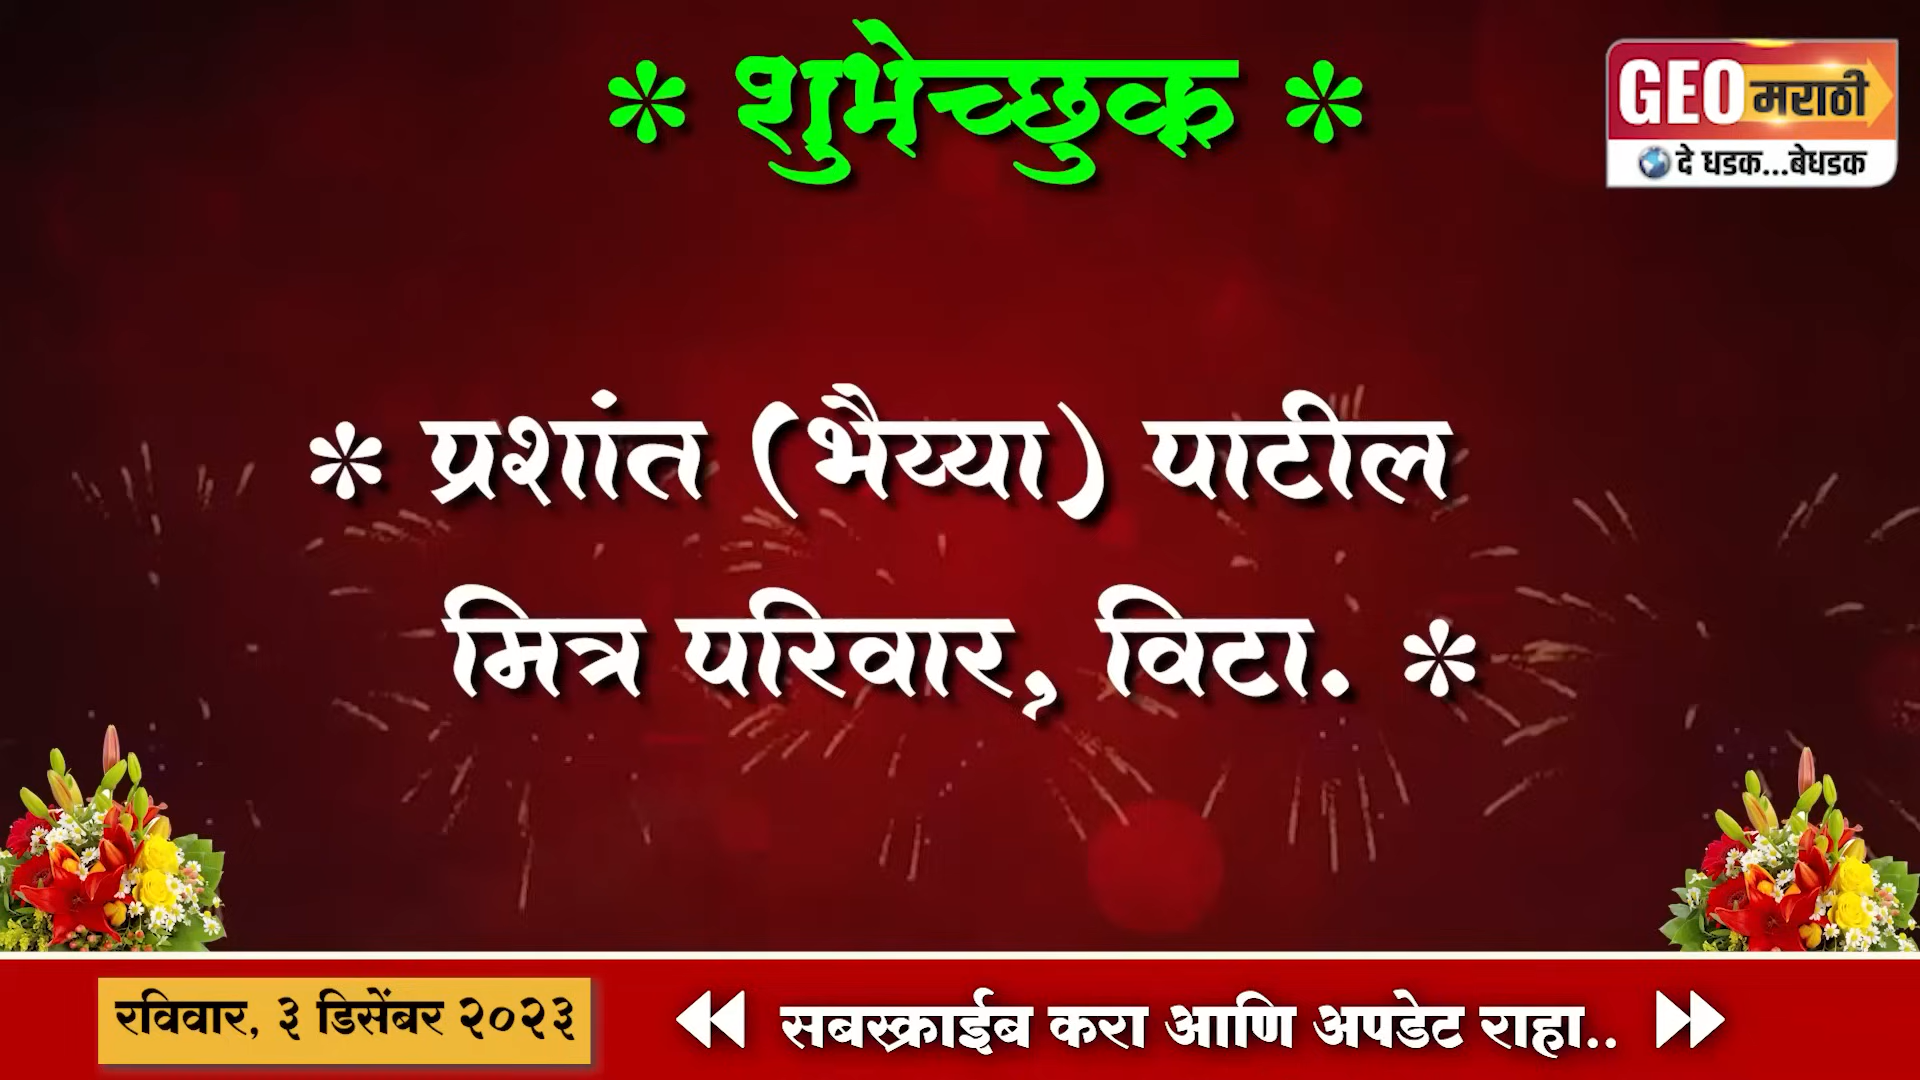 * शुभेच्छुक *
GEO मराठी
दे धडक...बेधडक
* प्रशांत (भैय्या) पाटील
मित्र परिवार, विटा. *
रविवार, ३ डिसेंबर २०२३
सबस्क्राईब करा आणि अपडेट राहा..